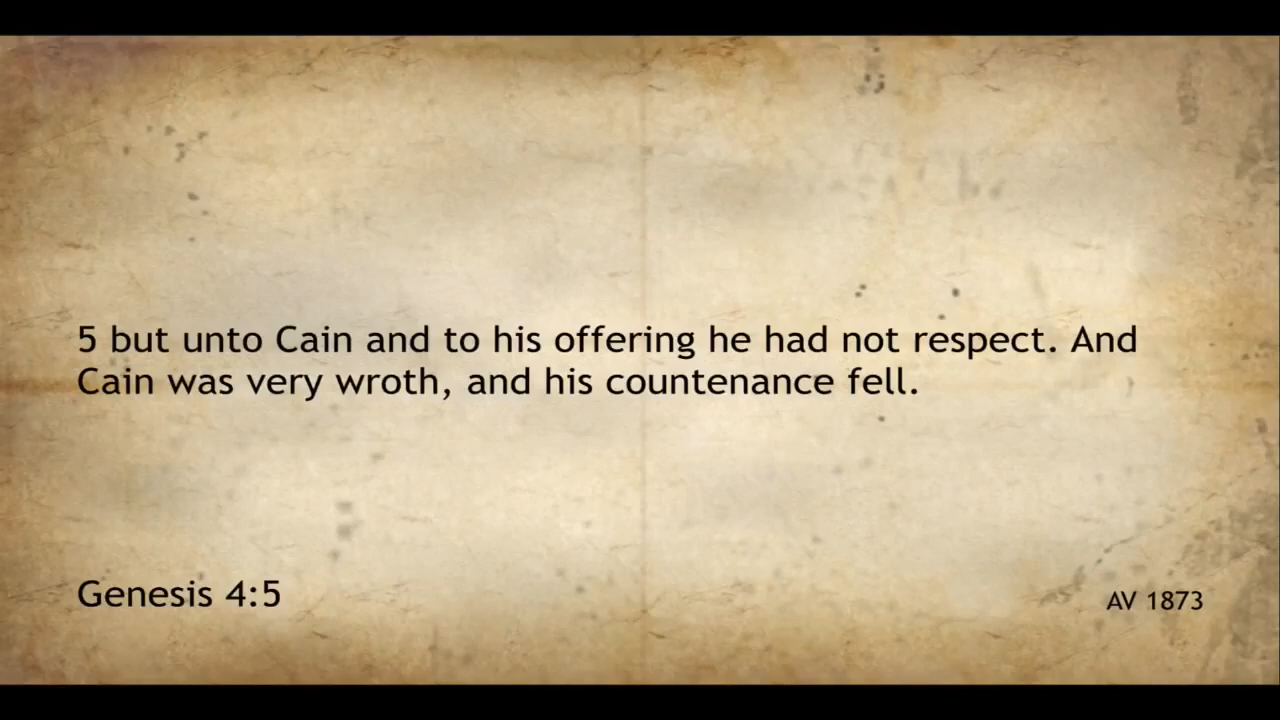 5 but unto Cain and to his offering he had not respect. And
Cain was very wroth, and his countenance fell.
Genesis 4:5
AV 1873